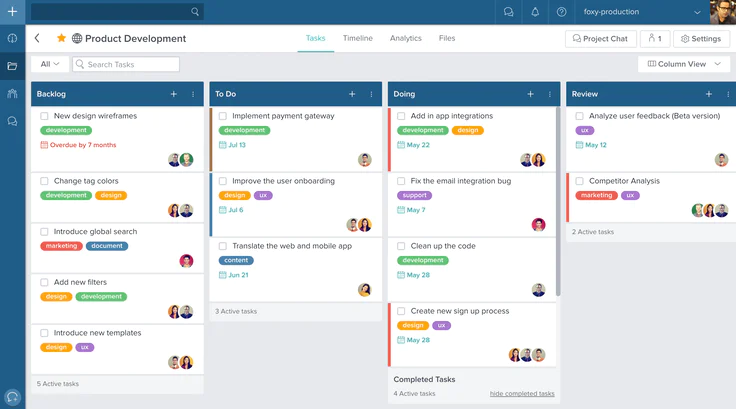 foxy-production
Product Development
Tasks
Timeline
Analytics
Files
Project Chat
1
Settings
All
Search Tasks
Column View
Backlog
New design wireframes
development
Overdue by 7 months
Change tag colors
development design
Introduce global search
marketing document
Add new filters
design development
Introduce new templates
design ux
5 Active tasks
To Do
Implement payment gateway
development
Jul 13
Improve the user onboarding
design ux
Jul 6
Translate the web and mobile app
content
Jun 21
3 Active tasks
Doing
Add in app integrations
development design
May 22
Fix the email integration bug
support
May 7
Clean up the code
development
May 28
Create new sign up process
design ux
May 28
Completed Tasks
4 Active tasks
hide completed tasks
Review
Analyze user feedback (Beta version)
ux
May 12
Competitor Analysis
marketing ux
2 Active tasks